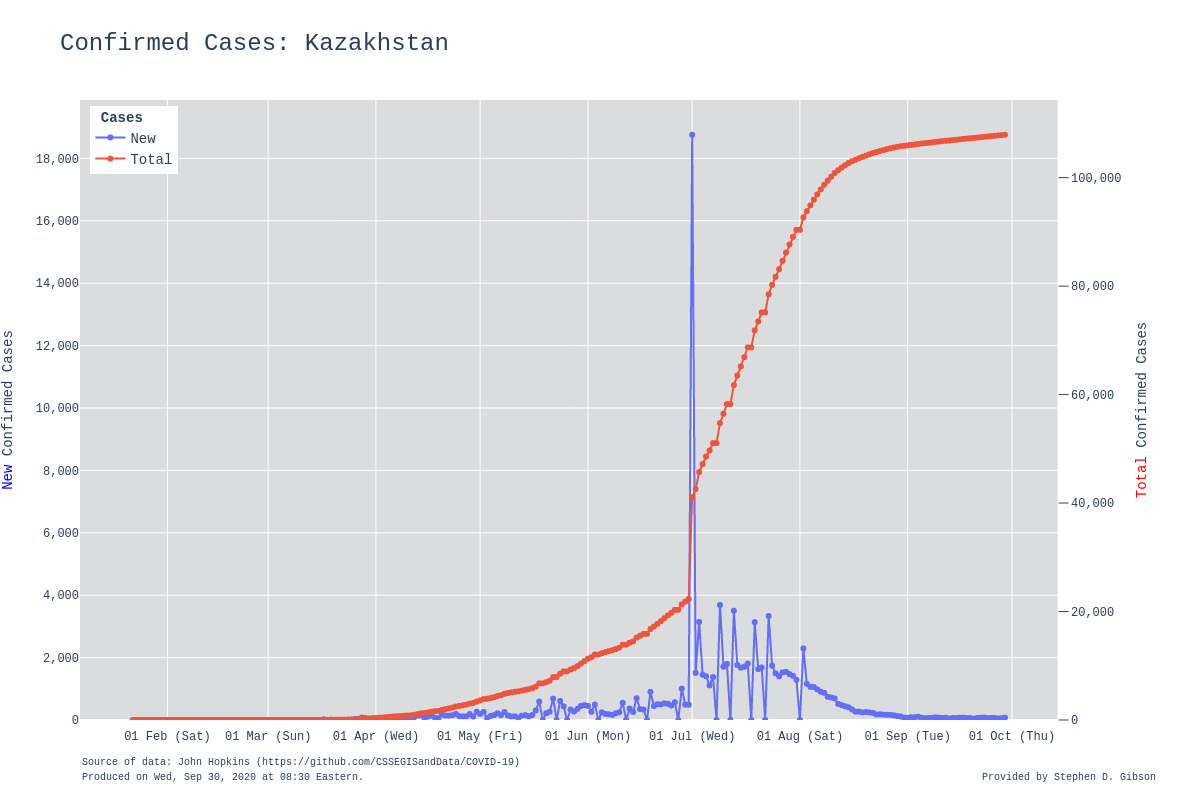 Confirmed Cases: Kazakhstan
Cases
New
Total
18,000
16,000
14,000
12,000
10,000
8,000
6,000
4,000
2,000
0
New Confirmed Cases
100,000
80,000
60,000
40,000
20,000
0
Total Confirmed Cases
01 Feb (Sat) 01 Mar (Sun) 01 Apr (Wed) 01 May (Fri) 01 Jun (Mon) 01 Jul (Wed) 01 Aug (Sat) 01 Sep (Tue) 01 Oct (Thu)
Source of data: John Hopkins (https://github.com/CSSEGISandData/COVID-19)
Produced on Wed, Sep 30, 2020 at 08:30 Eastern.
Provided by Stephen D. Gibson